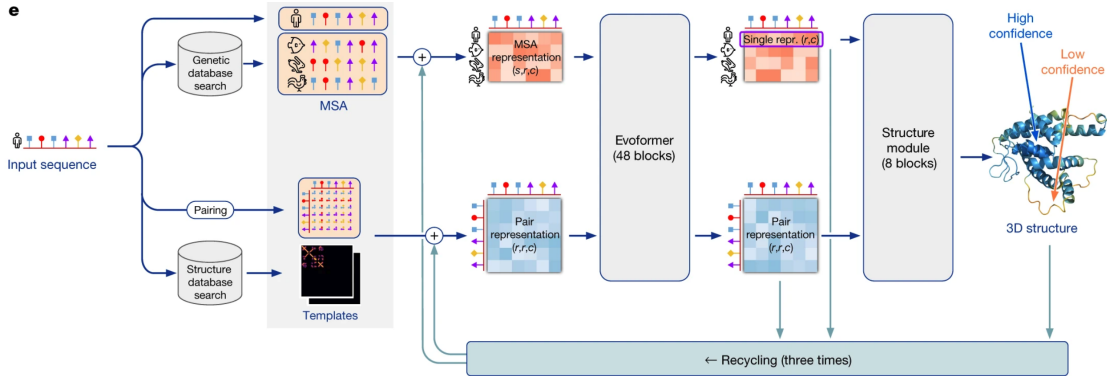 e
Input sequence
Genetic
database
search
MSA
Pairing
Structure
database
search
Templates
MSA
representation
(s,r,c)
Pair
representation
(r,r,c)
Evoformer
(48 blocks)
Single repr. (r,c)
Pair
representation
(r,r,c)
Structure
module
(8 blocks)
High
confidence
Low
confidence
3D structure
← Recycling (three times)